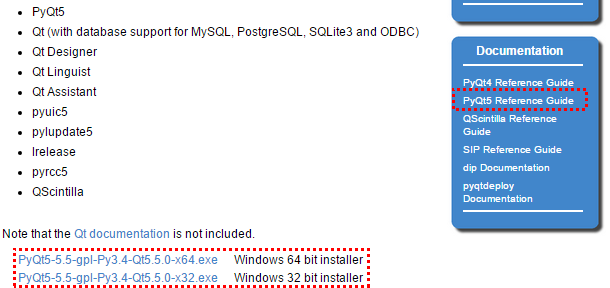 PyQt5
Qt (with database support for MySQL, PostgreSQL, SQLite3 and ODBC)
Qt Designer
Qt Linguist
Qt Assistant
pyuic5
pylupdate5
lrelease
pyrcc5
QScintilla
Note that the Qt documentation is not included.
PyQt5-5.5-gpl-Py3.4-Qt5.5.0-x64.exe Windows 64 bit installer
PyQt5-5.5-gpl-Py3.4-Qt5.5.0-x32.exe Windows 32 bit installer
Documentation
PyQt4 Reference Guide
PyQt5 Reference Guide
QScintilla Reference
Guide
SIP Reference Guide
dip Documentation
pyqtdeploy
Documentation